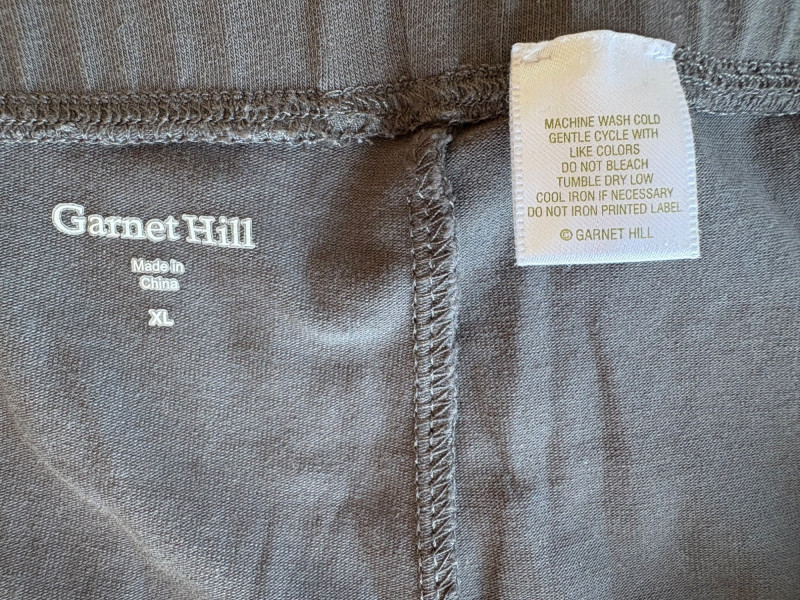 Garnet Hill
Made in
China
XL
MACHINE WASH COLD
GENTLE CYCLE WITH
LIKE COLORS
DO NOT BLEACH
TUMBLE DRY LOW
COOL IRON IF NECESSARY
DO NOT IRON PRINTED LABEL
© GARNET HILL